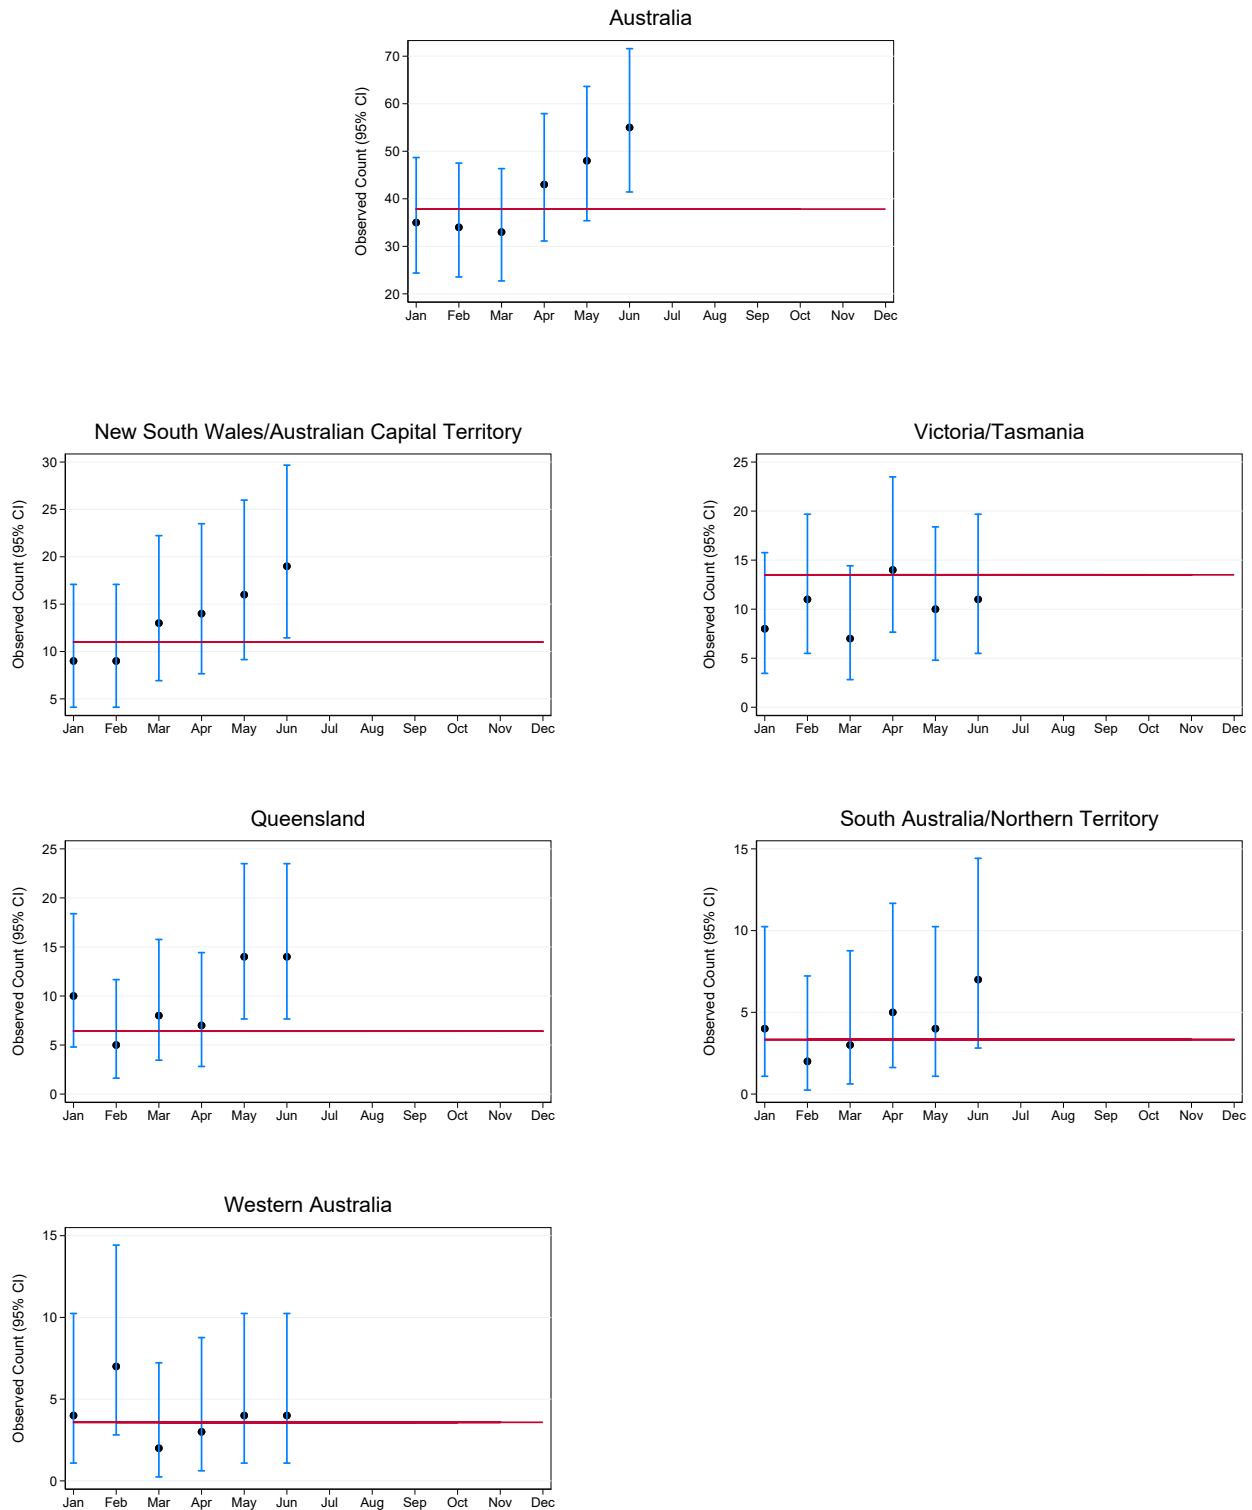 Australia
Observed Count (95% CI)
70
60
50
40
30
20
Jan Feb Mar Apr May Jun Jul Aug Sep Oct Nov Dec
New South Wales/Australian Capital Territory
Observed Count (95% CI)
30
25
20
15
10
5
Jan Feb Mar Apr May Jun Jul Aug Sep Oct Nov Dec
Victoria/Tasmania
Observed Count (95% CI)
25
20
15
10
5
0
Jan Feb Mar Apr May Jun Jul Aug Sep Oct Nov Dec
Queensland
Observed Count (95% CI)
25
20
15
10
5
0
Jan Feb Mar Apr May Jun Jul Aug Sep Oct Nov Dec
South Australia/Northern Territory
Observed Count (95% CI)
15
10
5
0
Jan Feb Mar Apr May Jun Jul Aug Sep Oct Nov Dec
Western Australia
Observed Count (95% CI)
15
10
5
0
Jan Feb Mar Apr May Jun Jul Aug Sep Oct Nov Dec